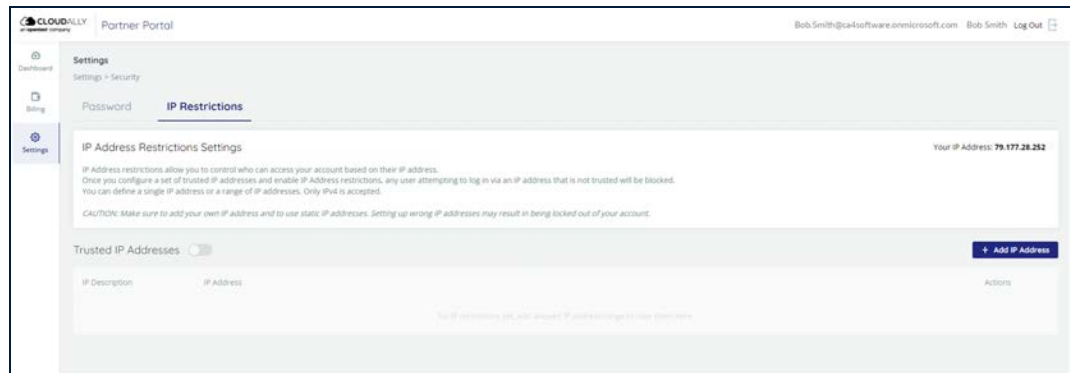 CLOUDALLY
an opentext company
Partner Portal
Bob.Smith@ca4software.onmicrosoft.com Bob Smith Log Out
Dashboard
Billing
Settings
Settings
Settings > Security
Password IP Restrictions
IP Address Restrictions Settings
Your IP Address: 79.177.28.252
IP Address restrictions allow you to control who can access your account based on their IP address.
Once you configure a set of trusted IP addresses and enable IP Address restrictions, any user attempting to log in via an IP address that is not trusted will be blocked.
You can define a single IP address or a range of IP addresses. Only IPv4 is accepted.
CAUTION: Make sure to add your own IP address and to use static IP addresses. Setting up wrong IP addresses may result in being locked out of your account.
Trusted IP Addresses
+ Add IP Address
IP Description IP Address Actions